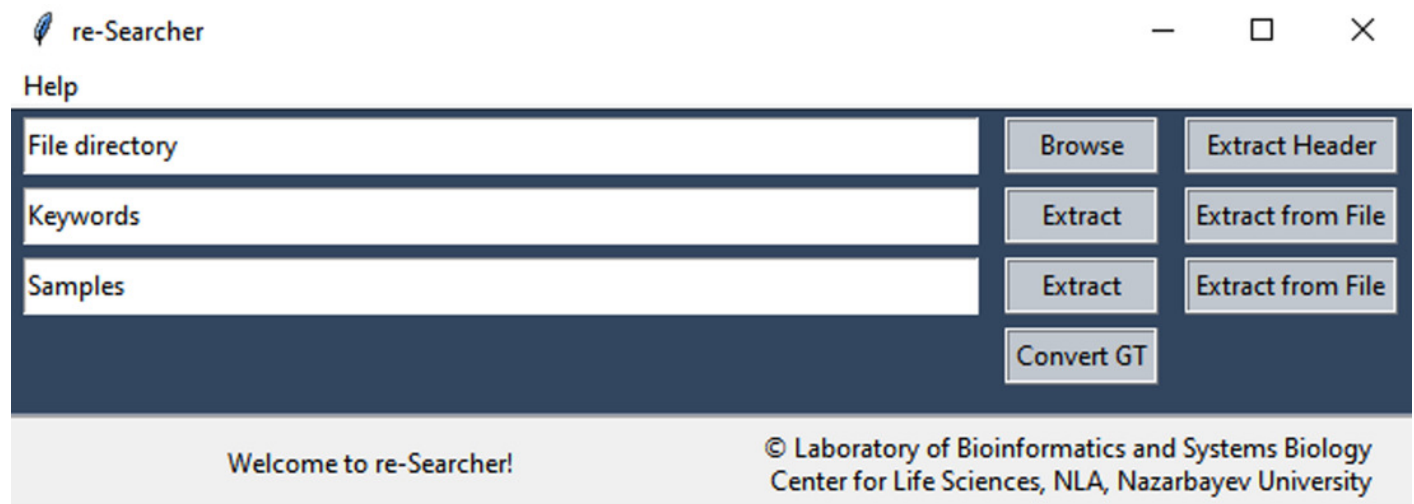 re-Searcher
Help
File directory Browse Extract Header
Keywords Extract Extract from File
Samples Extract Extract from File
Convert GT
Welcome to re-Searcher!
© Laboratory of Bioinformatics and Systems Biology
Center for Life Sciences, NLA, Nazarbayev University